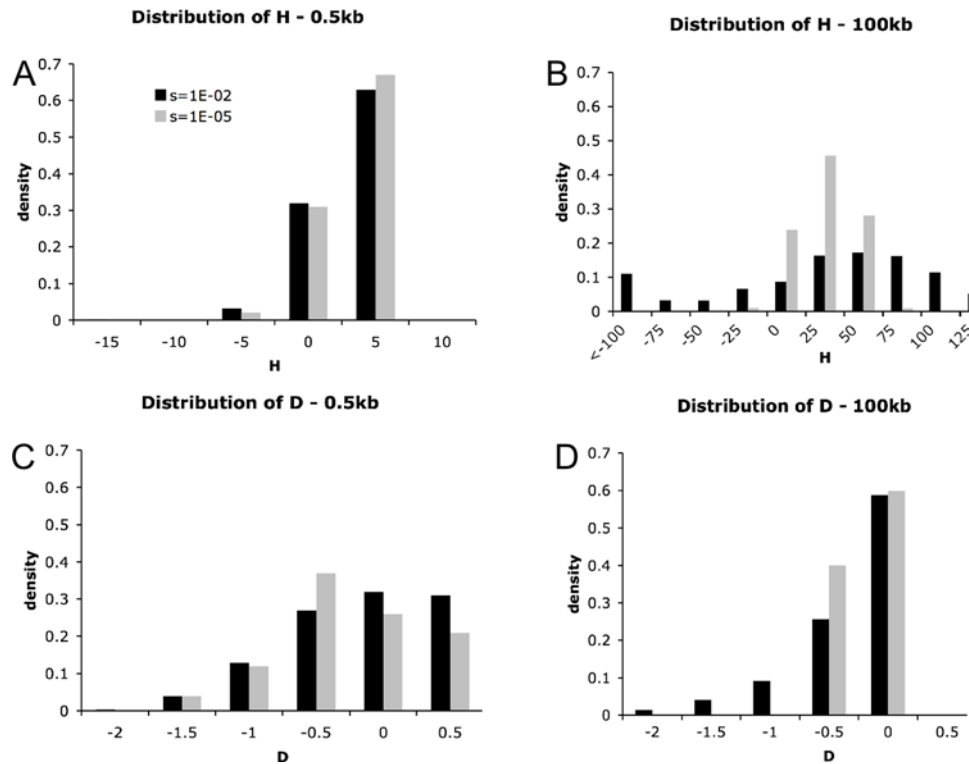 Distribution of H - 0.5kb
A
0.7
0.6
0.5
0.4
0.3
0.2
0.1
0
density
s=1E-02
s=1E-05
-15 -10 -5 0 5 10
H
Distribution of H - 100kb
B
0.7
0.6
0.5
0.4
0.3
0.2
0.1
0
density
<-100 -75 -50 -25 0 25 50 75 100 125
H
Distribution of D - 0.5kb
C
0.7
0.6
0.5
0.4
0.3
0.2
0.1
0
density
-2 -1.5 -1 -0.5 0 0.5
D
Distribution of D - 100kb
D
0.7
0.6
0.5
0.4
0.3
0.2
0.1
0
density
-2 -1.5 -1 -0.5 0 0.5
D